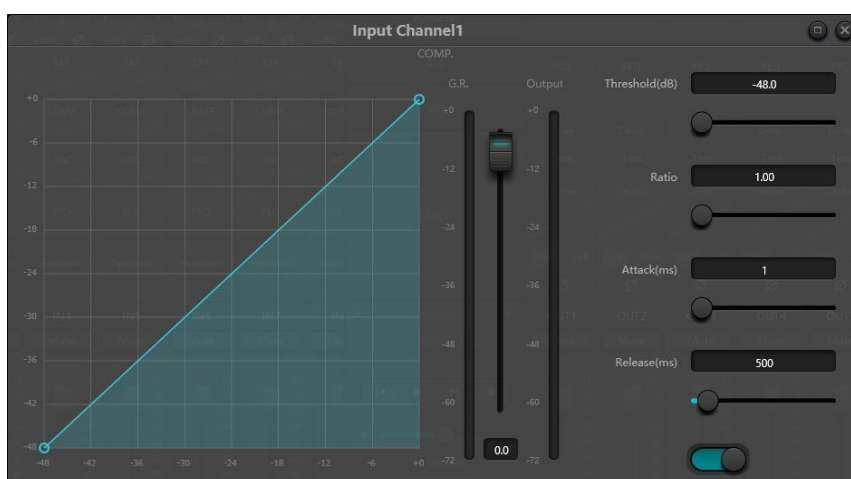 Input Channel1
COMP.
G.R.
Output
Threshold(dB)
-48.0
+0
-6
-12
-18
-24
-30
-36
-42
-48
-48 -42 -36 -30 -24 -18 -12 -6 +0
+0 +0
-12 -12
-24 -24
-36 -36
-48 -48
-60 -60
-72 -72
0.0
Ratio
1.00
Attack(ms)
1
Release(ms)
500